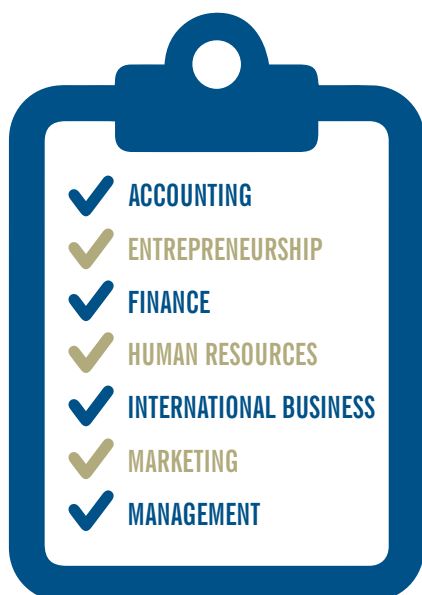 ACCOUNTING
ENTREPRENEURSHIP
FINANCE
HUMAN RESOURCES
INTERNATIONAL BUSINESS
MARKETING
MANAGEMENT